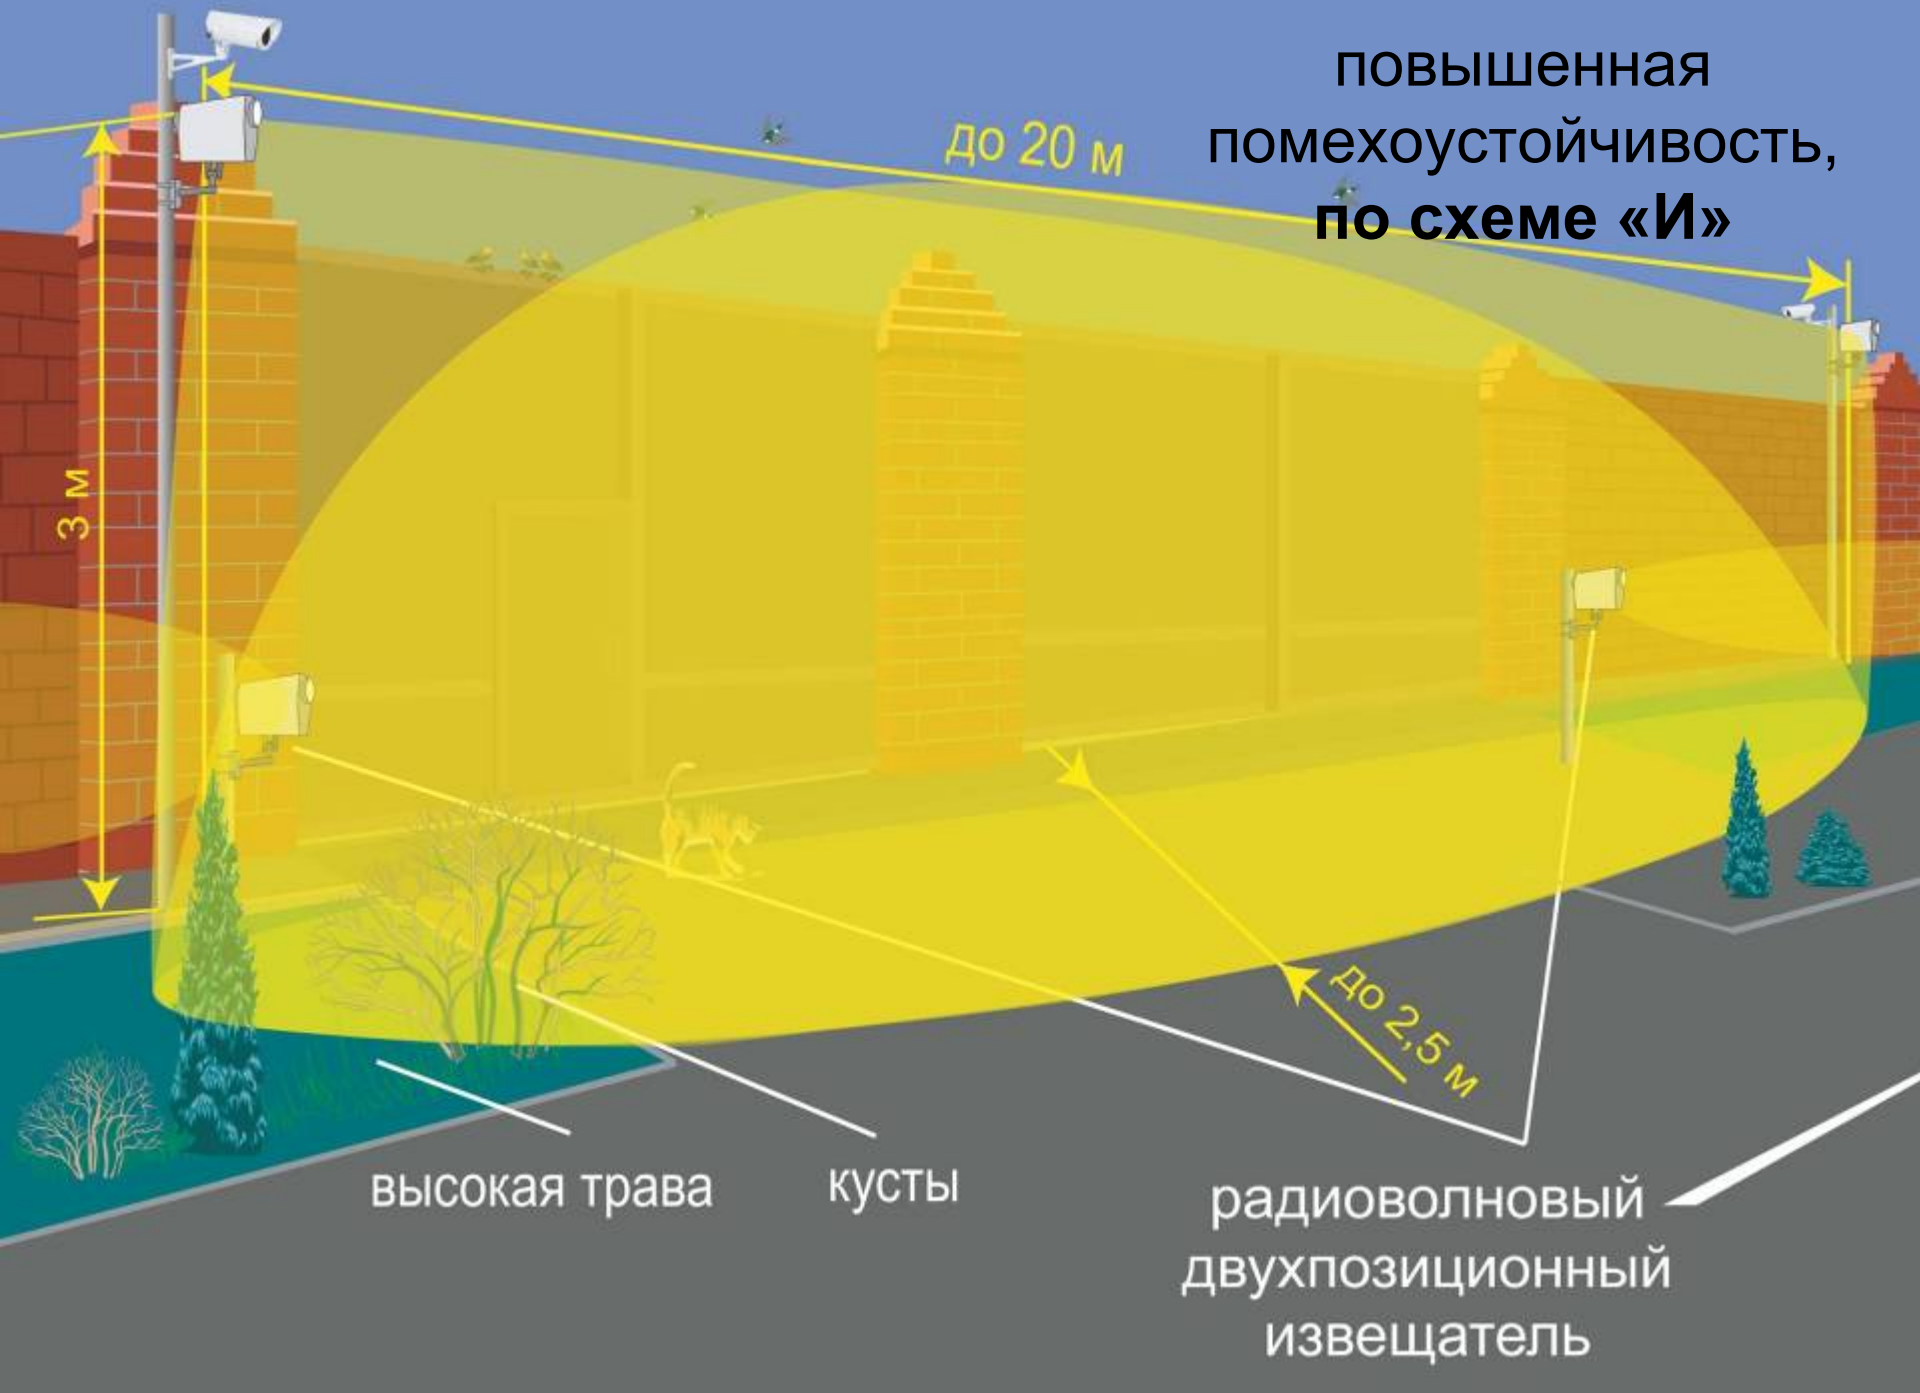 повышенная
помехоустойчивость,
по схеме «И»
до 20 м
3 м
до 2,5 м
высокая трава
кусты
радиоволновый
двухпозиционный
извещатель